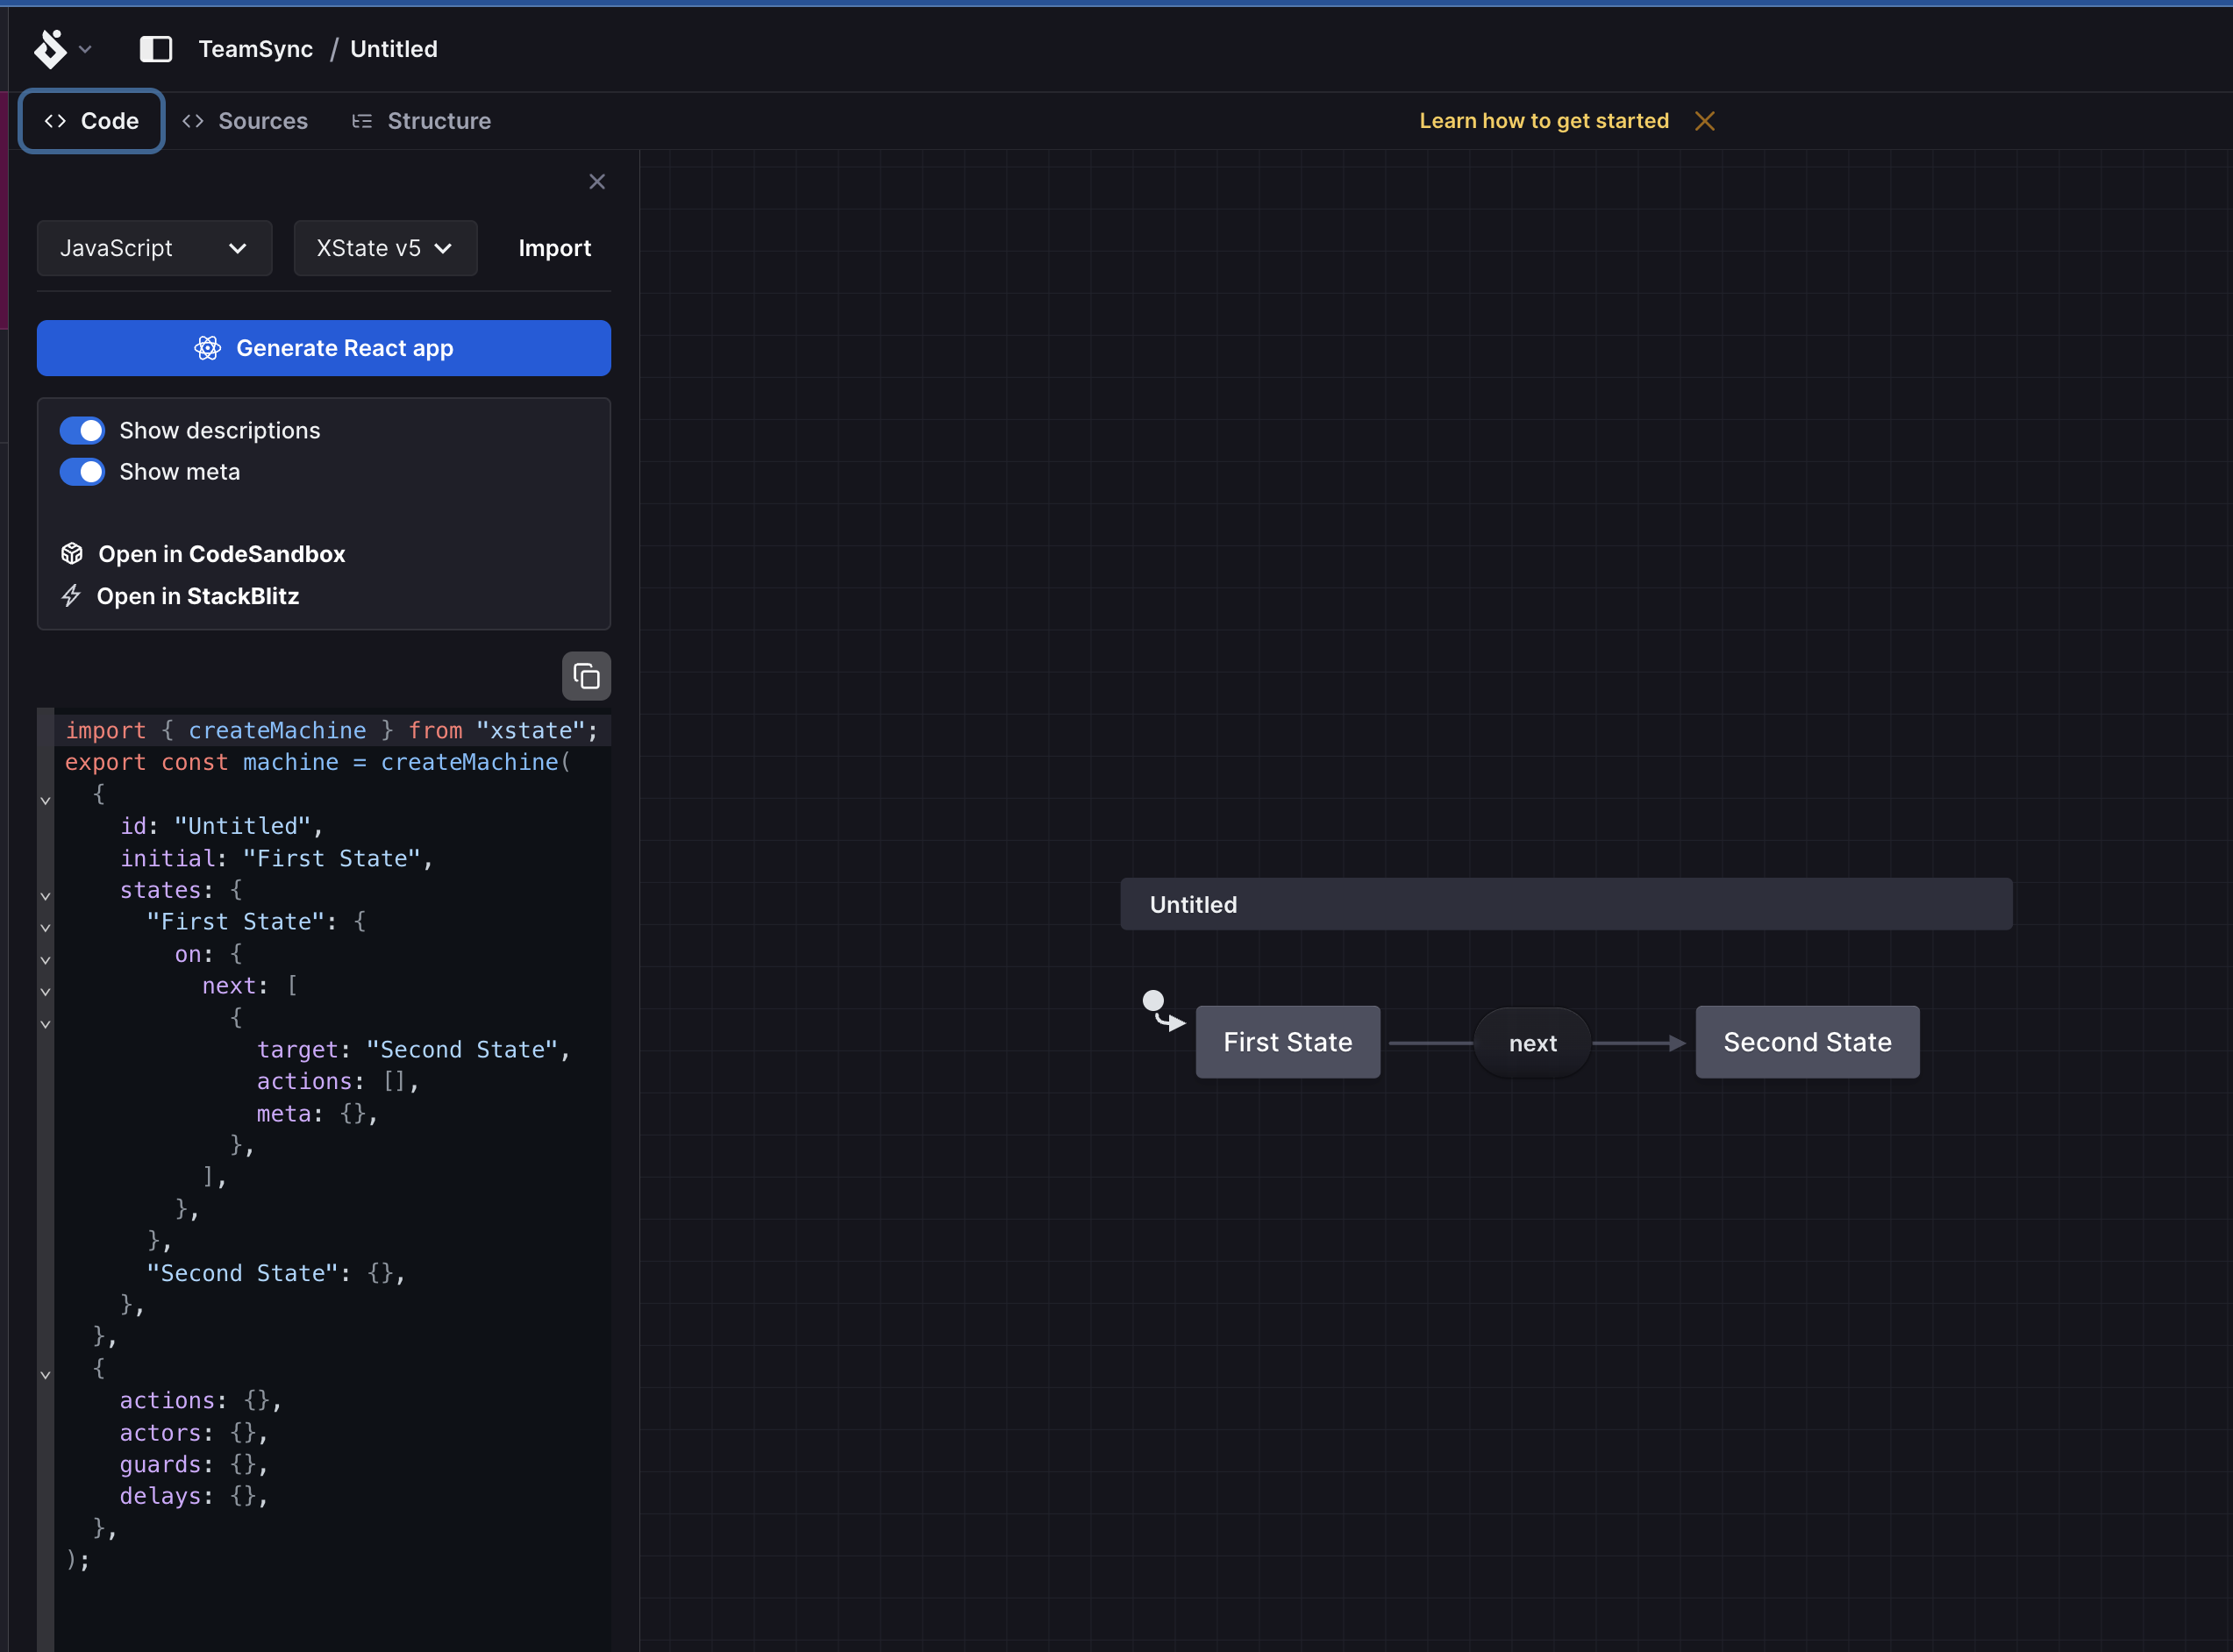 TeamSync / Untitled
<> Code <> Sources Structure
Learn how to get started
JavaScript XState v5 Import
Generate React app
Show descriptions
Show meta
Open in CodeSandbox
Open in StackBlitz
import { createMachine } from "xstate";
export const machine = createMachine(
  {
    id: "Untitled",
    initial: "First State",
    states: {
      "First State": {
        on: {
          next: [
            {
              target: "Second State",
              actions: [],
              meta: {},
            },
          ],
        },
      },
      "Second State": {},
    },
  },
  {
    actions: {},
    actors: {},
    guards: {},
    delays: {},
  },
);
Untitled
First State next Second State